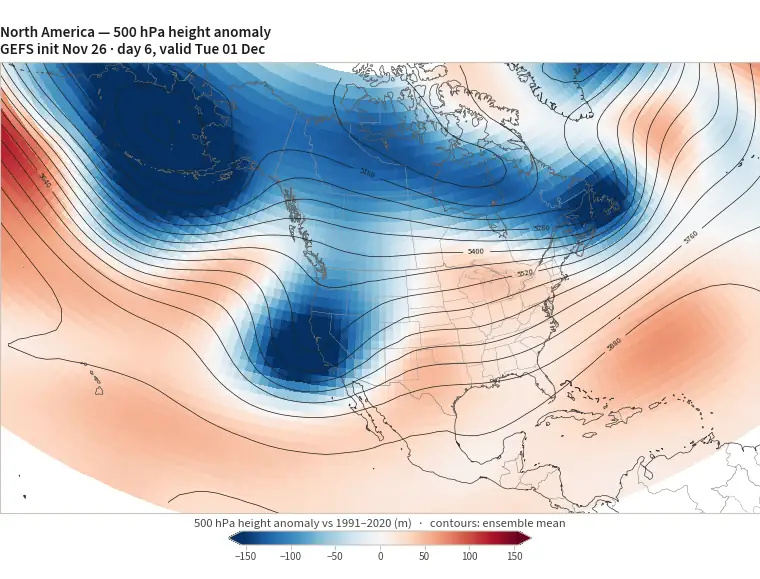 North America — 500 hPa height anomaly
GEFS init Nov 26 · day 6, valid Tue 01 Dec
5160
5640
5280
5400
5520
5760
5880
500 hPa height anomaly vs 1991–2020 (m) · contours: ensemble mean
−150 −100 −50 0 50 100 150